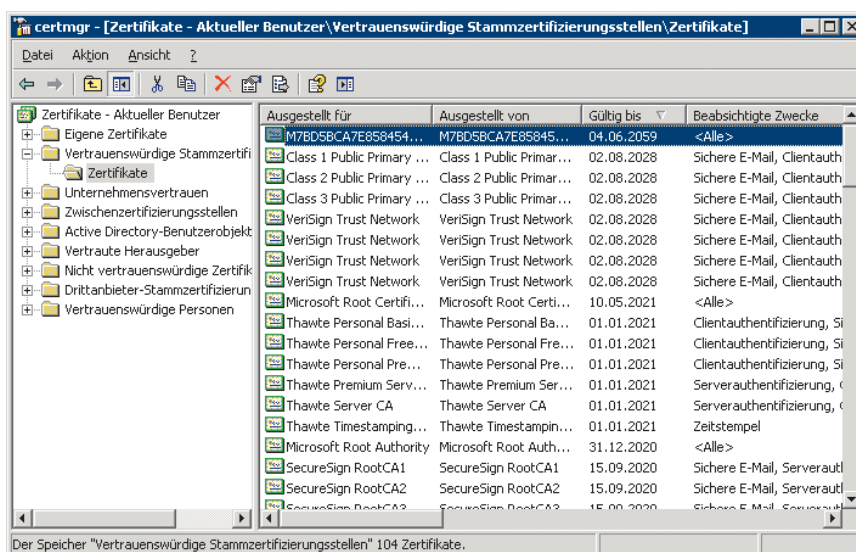 certmgr - [Zertifikate - Aktueller Benutzer\Vertrauenswürdige Stammzertifizierungsstellen\Zertifikate]
Datei Aktion Ansicht ?
Zertifikate - Aktueller Benutzer
Eigene Zertifikate
Vertrauenswürdige Stammzertifi
Zertifikate
Unternehmensvertrauen
Zwischenzertifizierungsstellen
Active Directory-Benutzerobjekt
Vertraute Herausgeber
Nicht vertrauenswürdige Zertifik
Drittanbieter-Stammzertifizierun
Vertrauenswürdige Personen
Ausgestellt für Ausgestellt von Gültig bis Beabsichtigte Zwecke
M7BD5BCA7E858454... M7BD5BCA7E85845... 04.06.2059 <Alle>
Class 1 Public Primary ... Class 1 Public Primar... 02.08.2028 Sichere E-Mail, Clientauth
Class 2 Public Primary ... Class 2 Public Primar... 02.08.2028 Sichere E-Mail, Clientauth
Class 3 Public Primary ... Class 3 Public Primar... 02.08.2028 Sichere E-Mail, Clientauth
VeriSign Trust Network VeriSign Trust Network 02.08.2028 Sichere E-Mail, Clientauth
VeriSign Trust Network VeriSign Trust Network 02.08.2028 Sichere E-Mail, Clientauth
VeriSign Trust Network VeriSign Trust Network 02.08.2028 Sichere E-Mail, Clientauth
VeriSign Trust Network VeriSign Trust Network 02.08.2028 Sichere E-Mail, Clientauth
Microsoft Root Certifi... Microsoft Root Certi... 10.05.2021 <Alle>
Thawte Personal Basi... Thawte Personal Ba... 01.01.2021 Clientauthentifizierung, Si
Thawte Personal Free... Thawte Personal Fre... 01.01.2021 Clientauthentifizierung, Si
Thawte Personal Pre... Thawte Personal Pre... 01.01.2021 Clientauthentifizierung, Si
Thawte Premium Serv... Thawte Premium Ser... 01.01.2021 Serverauthentifizierung,
Thawte Server CA Thawte Server CA 01.01.2021 Serverauthentifizierung,
Thawte Timestamping... Thawte Timestampin... 01.01.2021 Zeitstempel
Microsoft Root Authority Microsoft Root Auth... 31.12.2020 <Alle>
SecureSign RootCA1 SecureSign RootCA1 15.09.2020 Sichere E-Mail, Serveraut
SecureSign RootCA2 SecureSign RootCA2 15.09.2020 Sichere E-Mail, Serveraut
SecureSign RootCA3 SecureSign RootCA3 15.09.2020 Sichere E-Mail, Serveraut
Der Speicher "Vertrauenswürdige Stammzertifizierungsstellen" 104 Zertifikate.